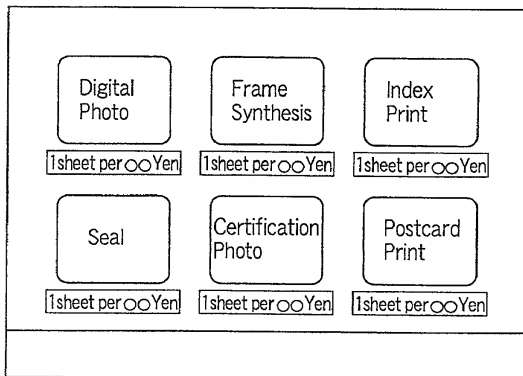 Digital
Photo
Frame
Synthesis
Index
Print
1sheet per○○Yen
1sheet per○○Yen
1sheet per○○Yen
Seal
Certification
Photo
Postcard
Print
1sheet per○○Yen
1sheet per○○Yen
1sheet per○○Yen